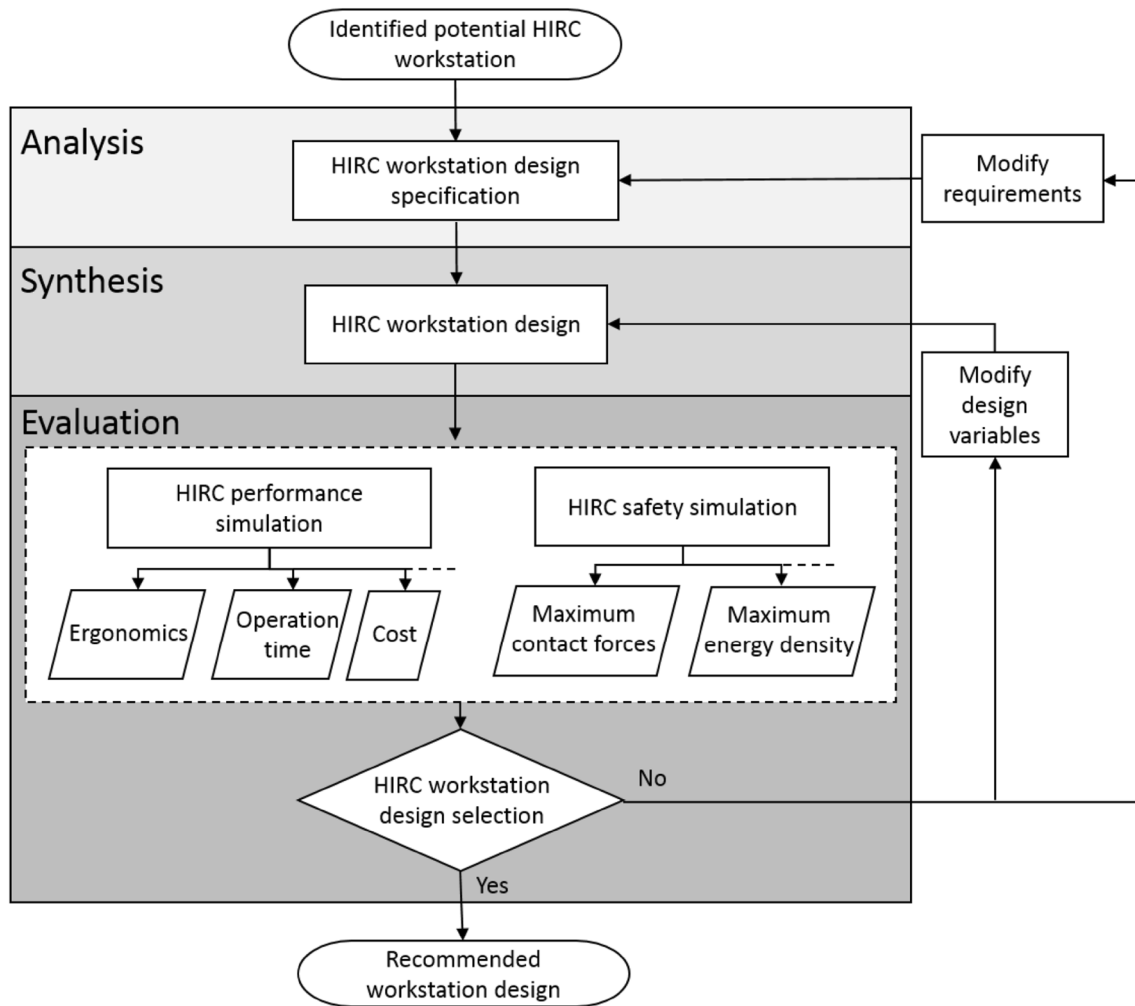 Identified potential HIRC
workstation
Analysis
HIRC workstation design
specification
Modify
requirements
Synthesis
HIRC workstation design
Modify
design
variables
Evaluation
HIRC performance
simulation
HIRC safety simulation
Ergonomics
Operation
time
Cost
Maximum
contact forces
Maximum
energy density
HIRC workstation
design selection
No
Yes
Recommended
workstation design